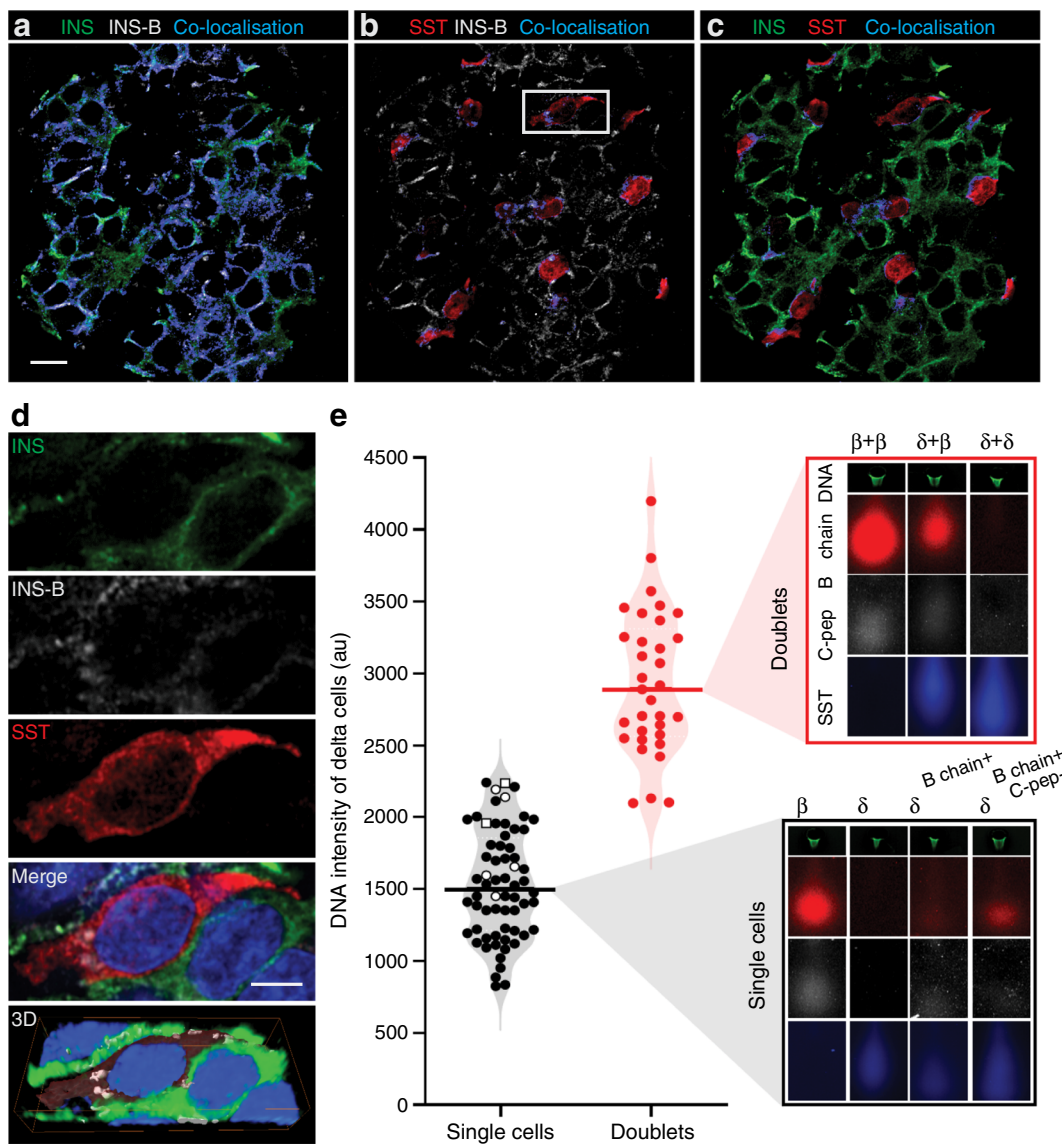 a INS INS-B Co-localisation
b SST INS-B Co-localisation
c INS SST Co-localisation
d
INS
INS-B
SST
Merge
3D
e
DNA intensity of delta cells (au)
4500
4000
3500
3000
2500
2000
1500
1000
500
0
Single cells
Doublets
Doublets
β+β δ+β δ+δ
DNA
B chain
C-pep
SST
Single cells
B chain+
B chain+
C-pep-
β δ δ δ